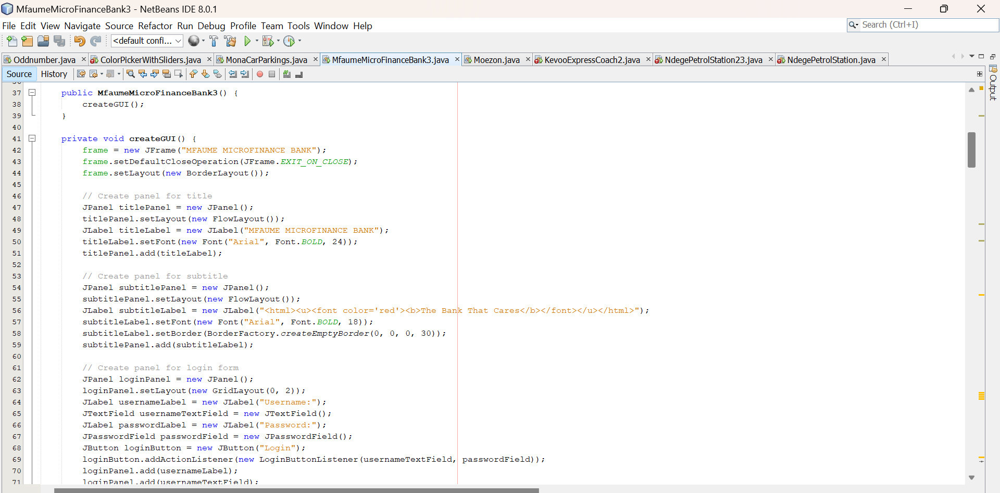 MfaumeMicroFinanceBank3 - NetBeans IDE 8.0.1
File Edit View Navigate Source Refactor Run Debug Profile Team Tools Window Help
Search (Ctrl+I)
<default confi...
Oddnumber.java ColorPickerWithSliders.java MonaCarParkings.java MfaumeMicroFinanceBank3.java Moezon.java KevooExpressCoach2.java NdegePetrolStation23.java NdegePetrolStation.java
Source History
Output
37 public MfaumeMicroFinanceBank3() {
38 createGUI();
39 }
40
41 private void createGUI() {
42 frame = new JFrame("MFAUME MICROFINANCE BANK");
43 frame.setDefaultCloseOperation(JFrame.EXIT_ON_CLOSE);
44 frame.setLayout(new BorderLayout());
45
46 // Create panel for title
47 JPanel titlePanel = new JPanel();
48 titlePanel.setLayout(new FlowLayout());
49 JLabel titleLabel = new JLabel("MFAUME MICROFINANCE BANK");
50 titleLabel.setFont(new Font("Arial", Font.BOLD, 24));
51 titlePanel.add(titleLabel);
52
53 // Create panel for subtitle
54 JPanel subtitlePanel = new JPanel();
55 subtitlePanel.setLayout(new FlowLayout());
56 JLabel subtitleLabel = new JLabel("<html><u><font color='red'><b>The Bank That Cares</b></font></u></html>");
57 subtitleLabel.setFont(new Font("Arial", Font.BOLD, 18));
58 subtitleLabel.setBorder(BorderFactory.createEmptyBorder(0, 0, 0, 30));
59 subtitlePanel.add(subtitleLabel);
60
61 // Create panel for login form
62 JPanel loginPanel = new JPanel();
63 loginPanel.setLayout(new GridLayout(0, 2));
64 JLabel usernameLabel = new JLabel("Username:");
65 JTextField usernameTextField = new JTextField();
66 JLabel passwordLabel = new JLabel("Password:");
67 JPasswordField passwordField = new JPasswordField();
68 JButton loginButton = new JButton("Login");
69 loginButton.addActionListener(new LoginButtonListener(usernameTextField, passwordField));
70 loginPanel.add(usernameLabel);
71 loginPanel.add(usernameTextField);